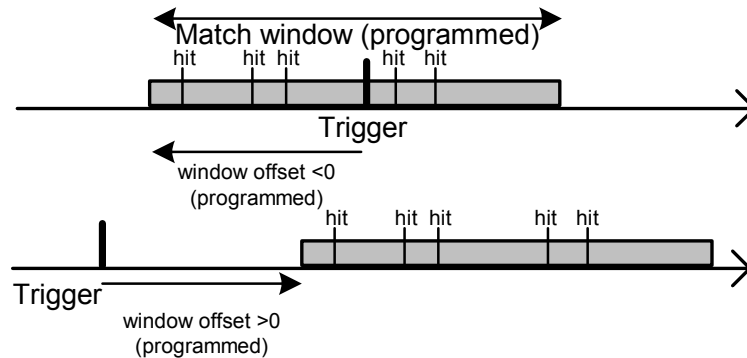 Match window (programmed)
hit hit hit hit hit
Trigger
window offset <0
(programmed)
hit hit hit hit hit
Trigger
window offset >0
(programmed)